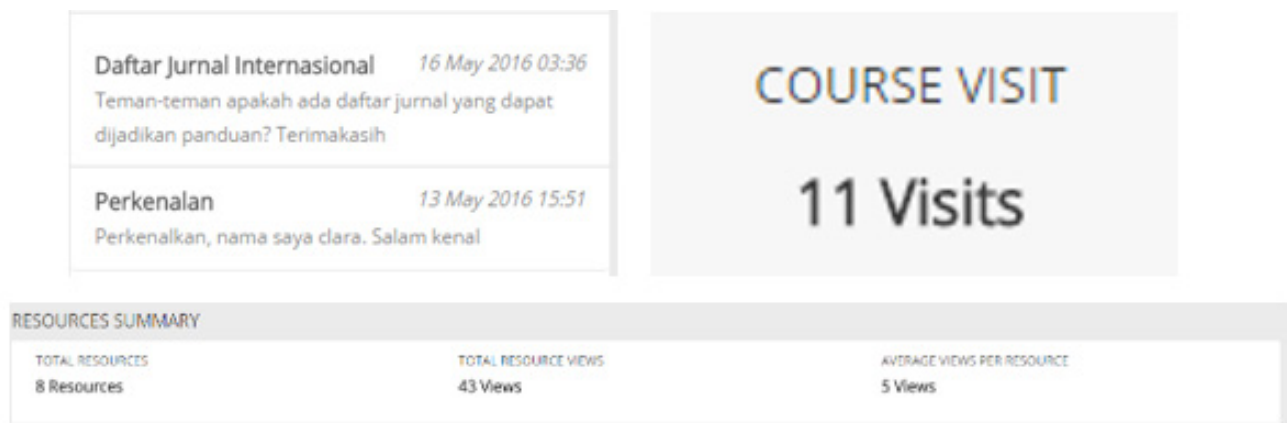 Daftar Jurnal Internasional 16 May 2016 03:36
Teman-teman apakah ada daftar jurnal yang dapat
dijadikan panduan? Terimakasih
Perkenalan 13 May 2016 15:51
Perkenalkan, nama saya clara. Salam kenal
COURSE VISIT
11 Visits
RESOURCES SUMMARY
TOTAL RESOURCES TOTAL RESOURCE VIEWS AVERAGE VIEWS PER RESOURCE
8 Resources 43 Views 5 Views